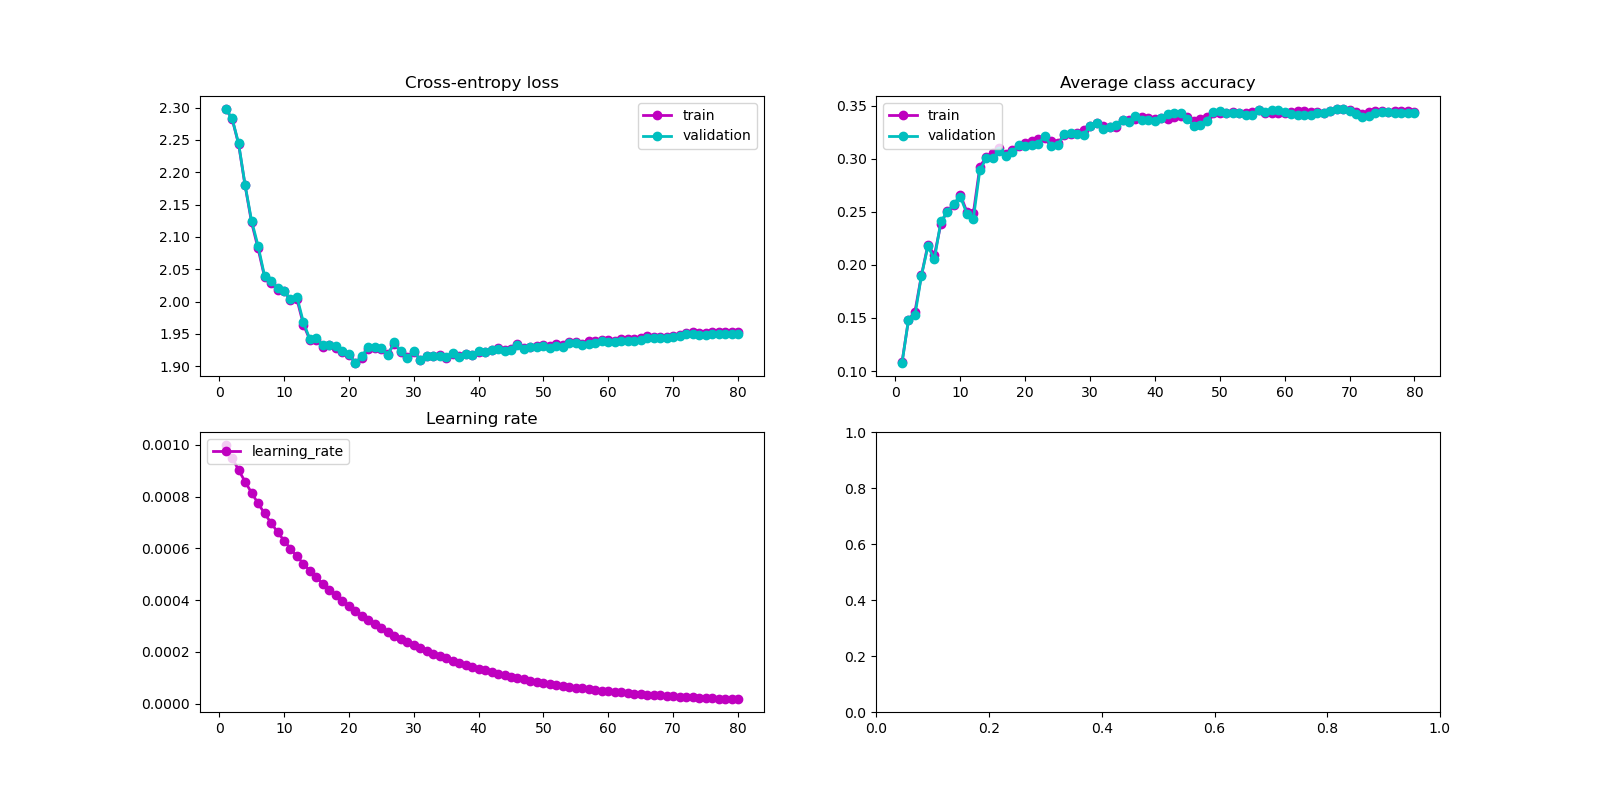 Cross-entropy loss
2.30
2.25
2.20
2.15
2.10
2.05
2.00
1.95
1.90
train
validation
0 10 20 30 40 50 60 70 80
Average class accuracy
0.35
0.30
0.25
0.20
0.15
0.10
train
validation
0 10 20 30 40 50 60 70 80
Learning rate
0.0010
0.0008
0.0006
0.0004
0.0002
0.0000
learning_rate
0 10 20 30 40 50 60 70 80
1.0
0.8
0.6
0.4
0.2
0.0
0.0 0.2 0.4 0.6 0.8 1.0